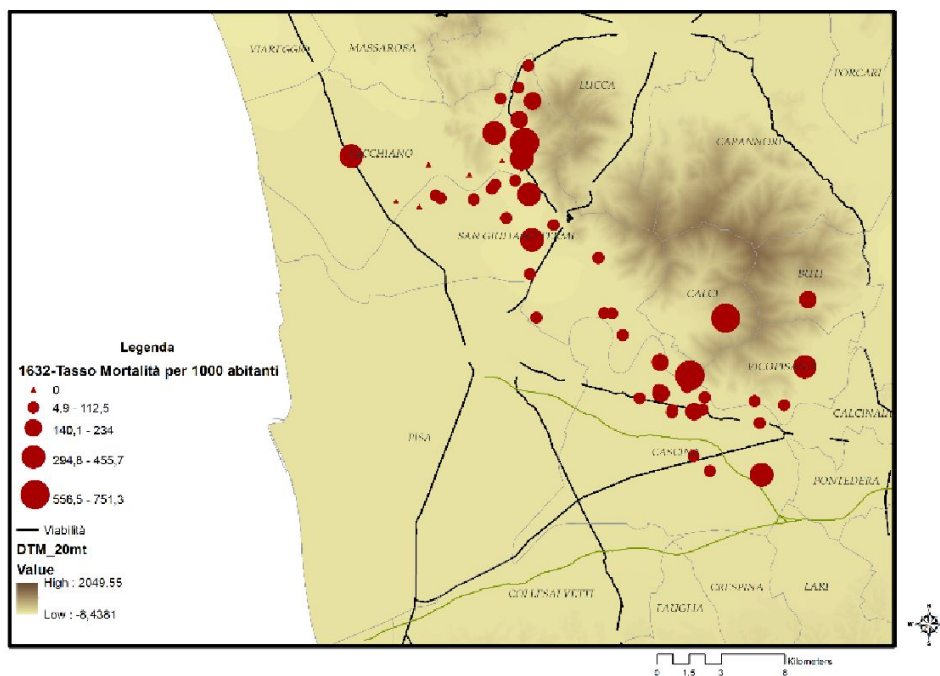 VIAREGGIO
MASSAROSA
LUCCA
PORCARI
VECCHIANO
CAPANNORI
SAN GIULIANO TERMI
BUTI
CALCI
VICOPISANO
CALCINAIA
PISA
CASCINA
PONTEDERA
COLLESALVETTI
CRESPINA
LARI
FAUGLIA
Legenda
1632-Tasso Mortalità per 1000 abitanti
0
4,9 - 112,5
140,1 - 234
294,8 - 455,7
556,5 - 751,3
Viabilità
DTM_20mt
Value
High : 2049.55
Low : -8,4381
Kilometers
0 1.5 3 6